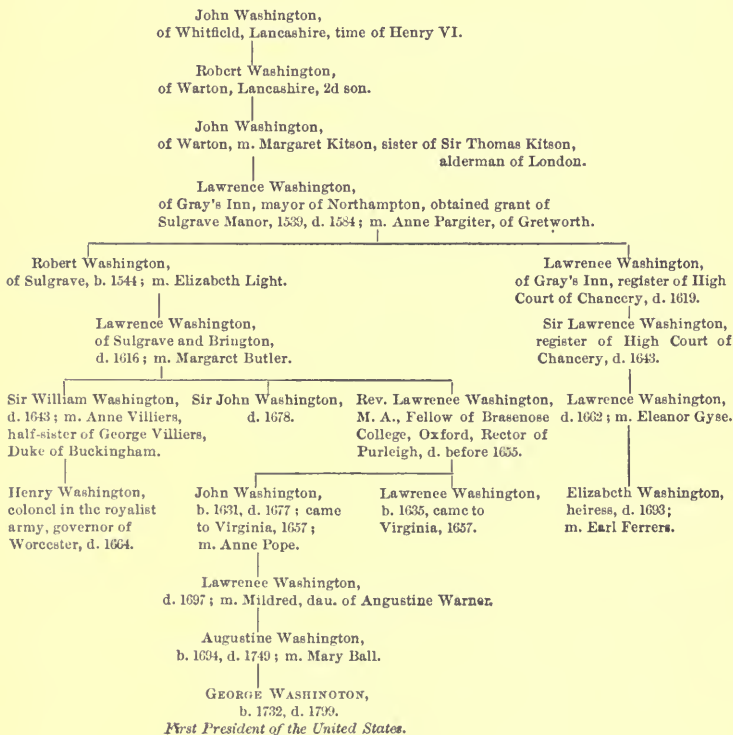 John Washington,
of Whitfield, Lancashire, time of Henry VI.
Robert Washington,
of Warton, Lancashire, 2d son.
John Washington,
of Warton, m. Margaret Kitson, sister of Sir Thomas Kitson,
alderman of London.
Lawrence Washington,
of Gray's Inn, mayor of Northampton, obtained grant of
Sulgrave Manor, 1539, d. 1584; m. Anne Pargiter, of Gretworth.
Robert Washington,
of Sulgrave, b. 1544; m. Elizabeth Light.
Lawrence Washington,
of Gray's Inn, register of High
Court of Chancery, d. 1619.
Lawrence Washington,
of Sulgrave and Brington,
d. 1616; m. Margaret Butler.
Sir Lawrence Washington,
register of High Court of
Chancery, d. 1643.
Sir William Washington,
d. 1643; m. Anne Villiers,
half-sister of George Villiers,
Duke of Buckingham.
Sir John Washington,
d. 1678.
Rev. Lawrence Washington,
M. A., Fellow of Brasenose
College, Oxford, Rector of
Purleigh, d. before 1655.
Lawrence Washington,
d. 1662; m. Eleanor Gyse.
Henry Washington,
colonel in the royalist
army, governor of
Worcester, d. 1664.
John Washington,
b. 1631, d. 1677; came
to Virginia, 1657;
m. Anne Pope.
Lawrence Washington,
b. 1635, came to
Virginia, 1657.
Elizabeth Washington,
heiress, d. 1693;
m. Earl Ferrers.
Lawrence Washington,
d. 1697; m. Mildred, dau. of Augustine Warner.
Augustine Washington,
b. 1694, d. 1749; m. Mary Ball.
GEORGE WASHINGTON,
b. 1732, d. 1799.
First President of the United States.